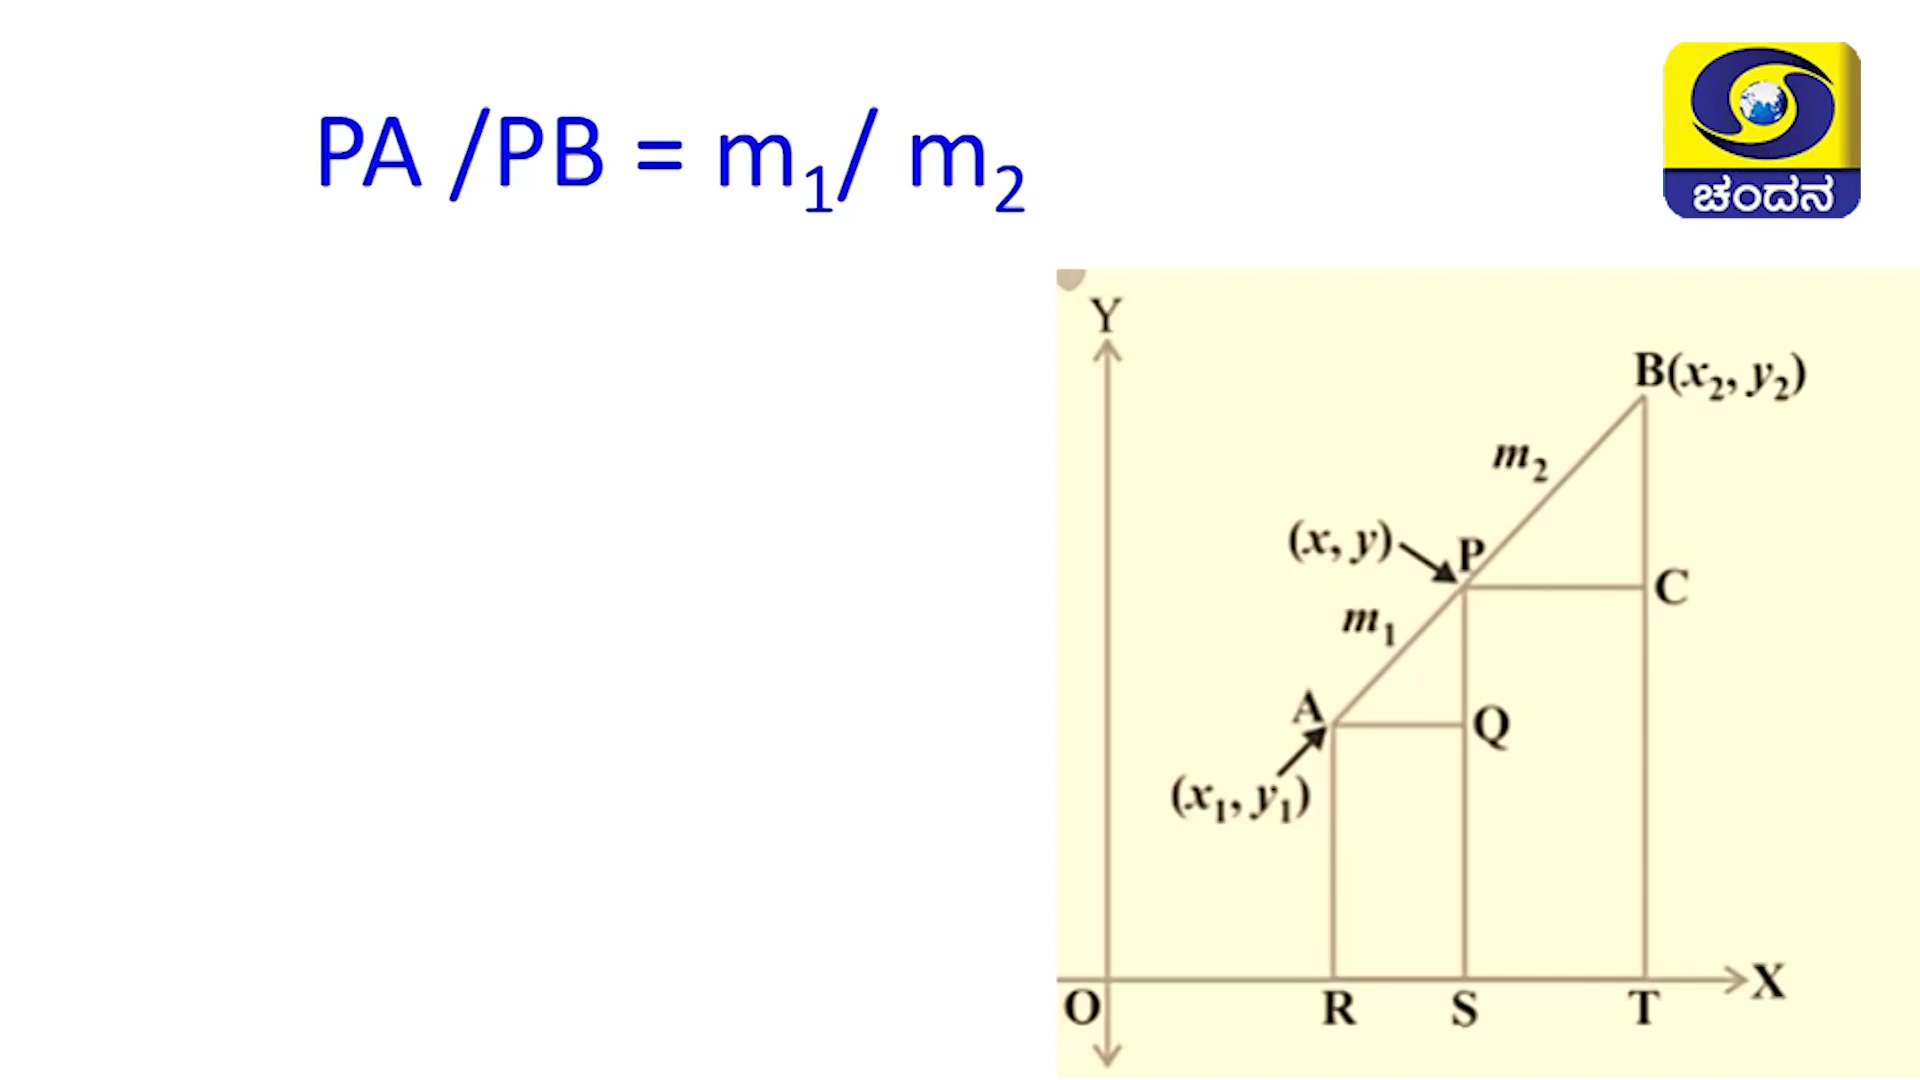 PA /PB = m₁/ m₂
ಚಂದನ
Y
B(x₂, y₂)
m₂
(x, y)
P
C
m₁
A
Q
(x₁, y₁)
X
O
R
S
T